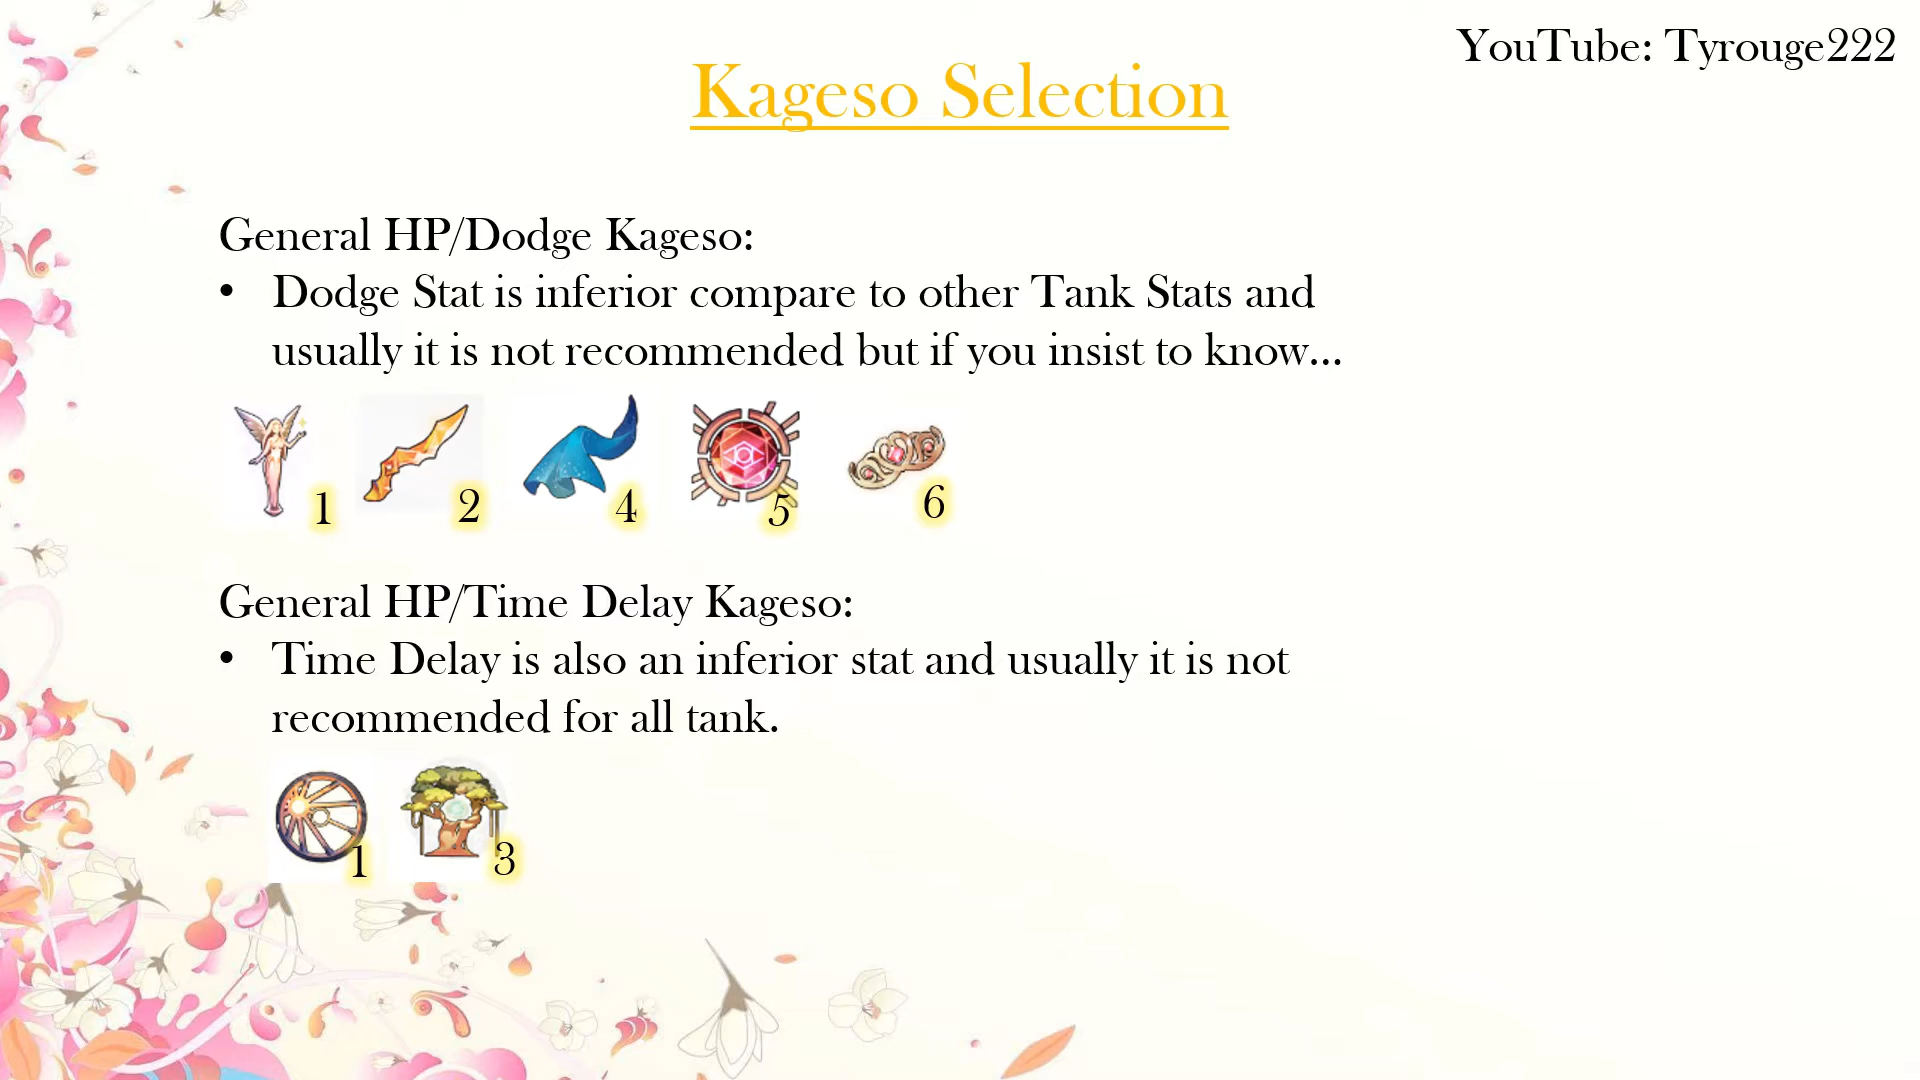 YouTube: Tyrouge222
Kageso Selection
General HP/Dodge Kageso:
• Dodge Stat is inferior compare to other Tank Stats and
usually it is not recommended but if you insist to know...
1 2 4 5 6
General HP/Time Delay Kageso:
• Time Delay is also an inferior stat and usually it is not
recommended for all tank.
1 3